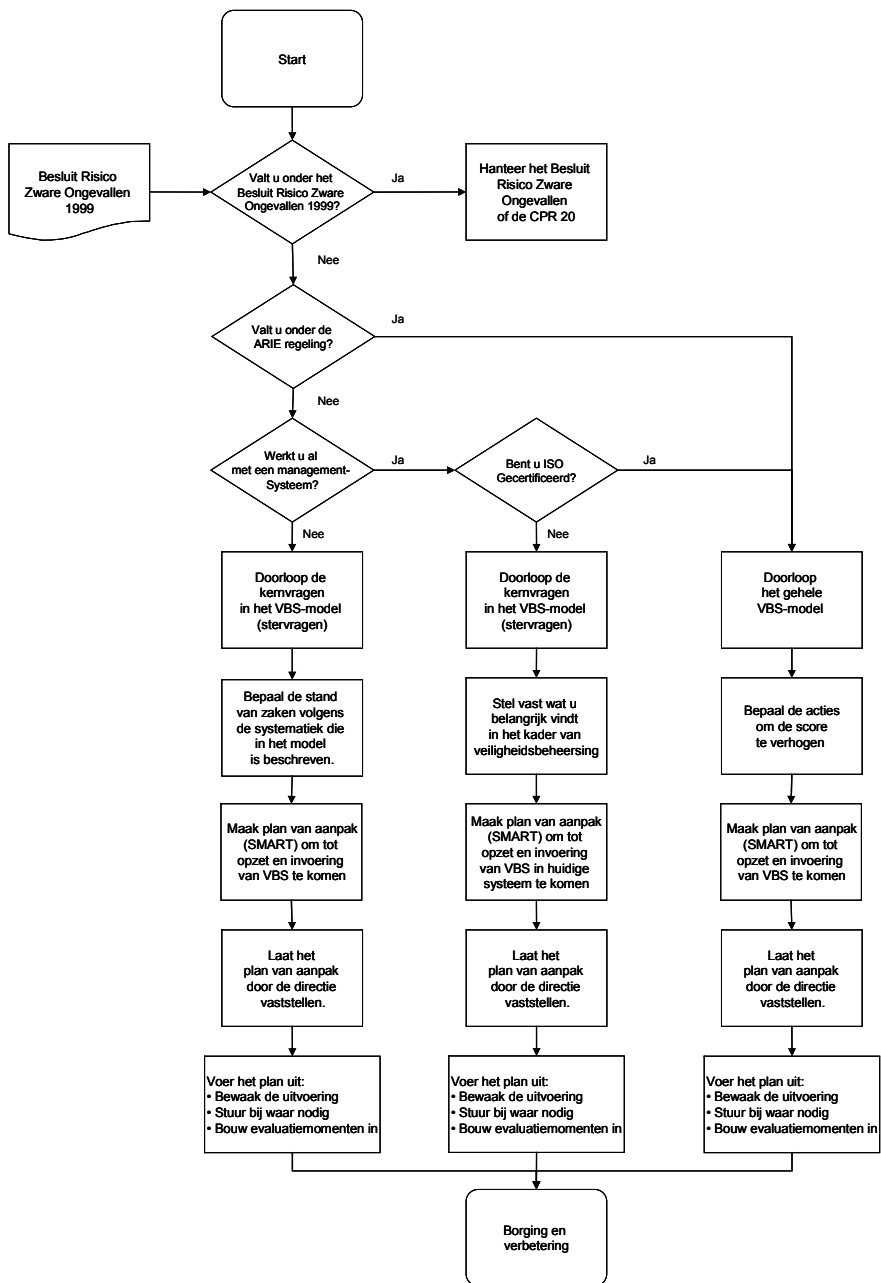 Start
Besluit Risico
Zware Ongevallen
1999
Valt u onder het
Besluit Risico Zware
Ongevallen 1999?
Ja
Hanteer het Besluit
Risico Zware
Ongevallen
of de CPR 20
Nee
Valt u onder de
ARIE regeling?
Ja
Nee
Werkt u al
met een management-
Systeem?
Ja
Bent u ISO
Gecertificeerd?
Ja
Nee
Nee
Doorloop de
kernvragen
in het VBS-model
(stervragen)
Doorloop de
kernvragen
in het VBS-model
(stervragen)
Doorloop
het gehele
VBS-model
Bepaal de stand
van zaken volgens
de systematiek die
in het model
is beschreven.
Stel vast wat u
belangrijk vindt
in het kader van
veiligheidsbeheersing
Bepaal de acties
om de score
te verhogen
Maak plan van aanpak
(SMART) om tot
opzet en invoering
van VBS te komen
Maak plan van aanpak
(SMART) om tot
opzet en invoering
van VBS in huidige
systeem te komen
Maak plan van aanpak
(SMART) om tot
opzet en invoering
van VBS te komen
Laat het
plan van aanpak
door de directie
vaststellen.
Laat het
plan van aanpak
door de directie
vaststellen.
Laat het
plan van aanpak
door de directie
vaststellen.
Voer het plan uit:
• Bewaak de uitvoering
• Stuur bij waar nodig
• Bouw evaluatiemomenten in
Voer het plan uit:
• Bewaak de uitvoering
• Stuur bij waar nodig
• Bouw evaluatiemomenten in
Voer het plan uit:
• Bewaak de uitvoering
• Stuur bij waar nodig
• Bouw evaluatiemomenten in
Borging en
verbetering